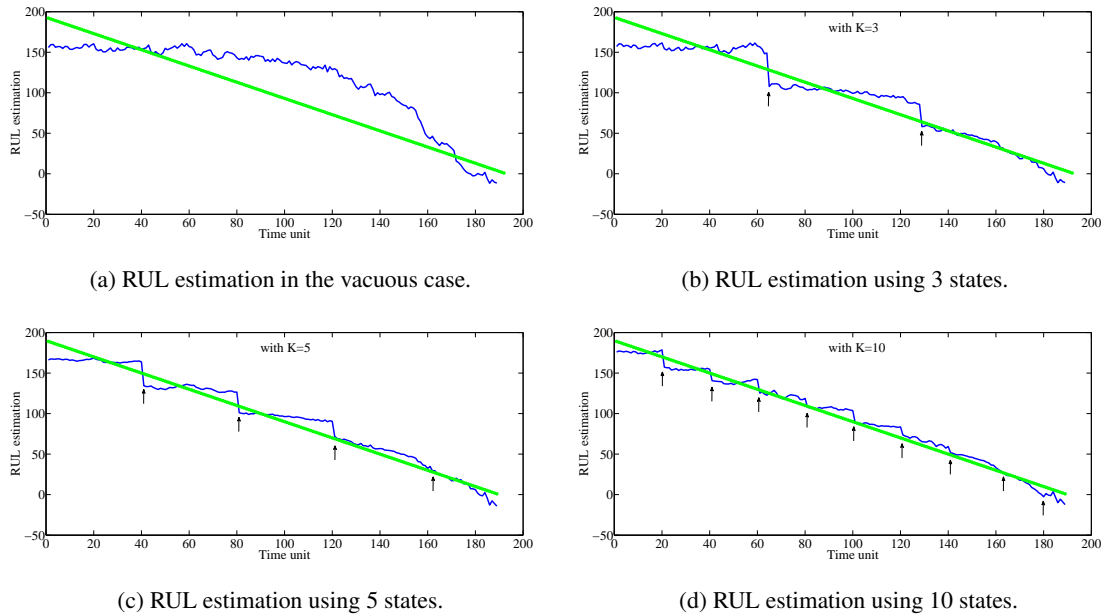 200
150
100
50
0
−50
0 20 40 60 80 100 120 140 160 180 200
Time unit
RUL estimation
(a) RUL estimation in the vacuous case.
200
150
100
50
0
−50
0 20 40 60 80 100 120 140 160 180 200
Time unit
RUL estimation
with K=3
(b) RUL estimation using 3 states.
200
150
100
50
0
−50
0 20 40 60 80 100 120 140 160 180 200
Time unit
RUL estimation
with K=5
(c) RUL estimation using 5 states.
200
150
100
50
0
−50
0 20 40 60 80 100 120 140 160 180 200
Time unit
RUL estimation
with K=10
(d) RUL estimation using 10 states.